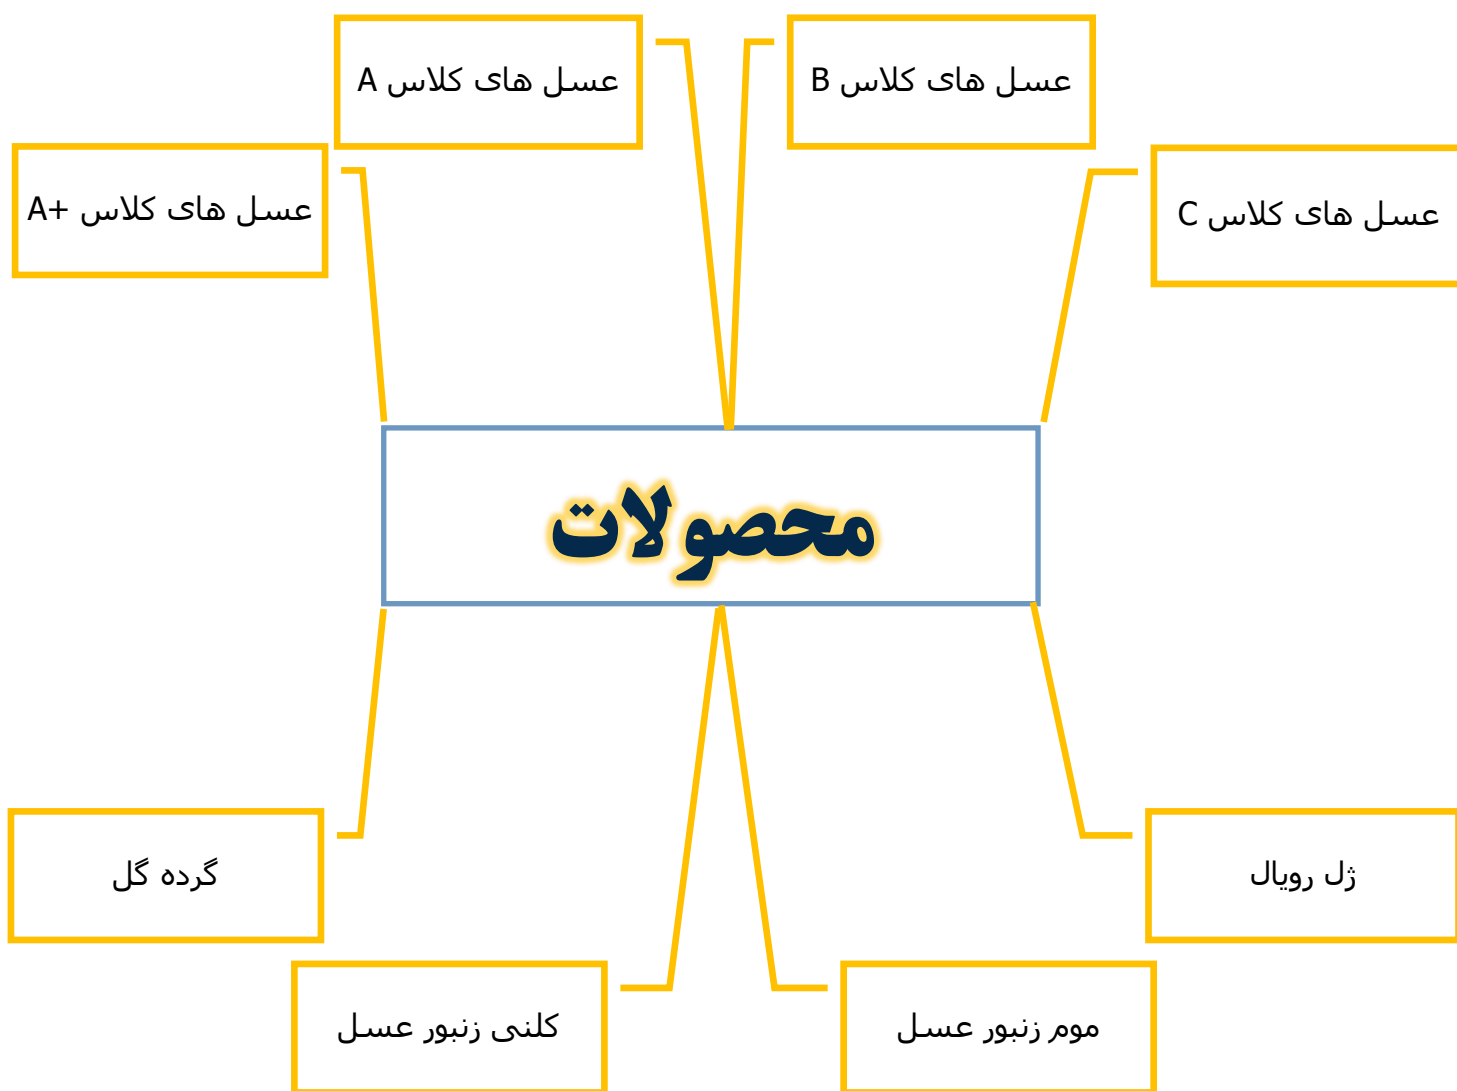 عسل های کلاس A
عسل های کلاس B
عسل های کلاس A+
عسل های کلاس C
محصولات
گرده گل
ژل رویال
کلنی زنبور عسل
موم زنبور عسل